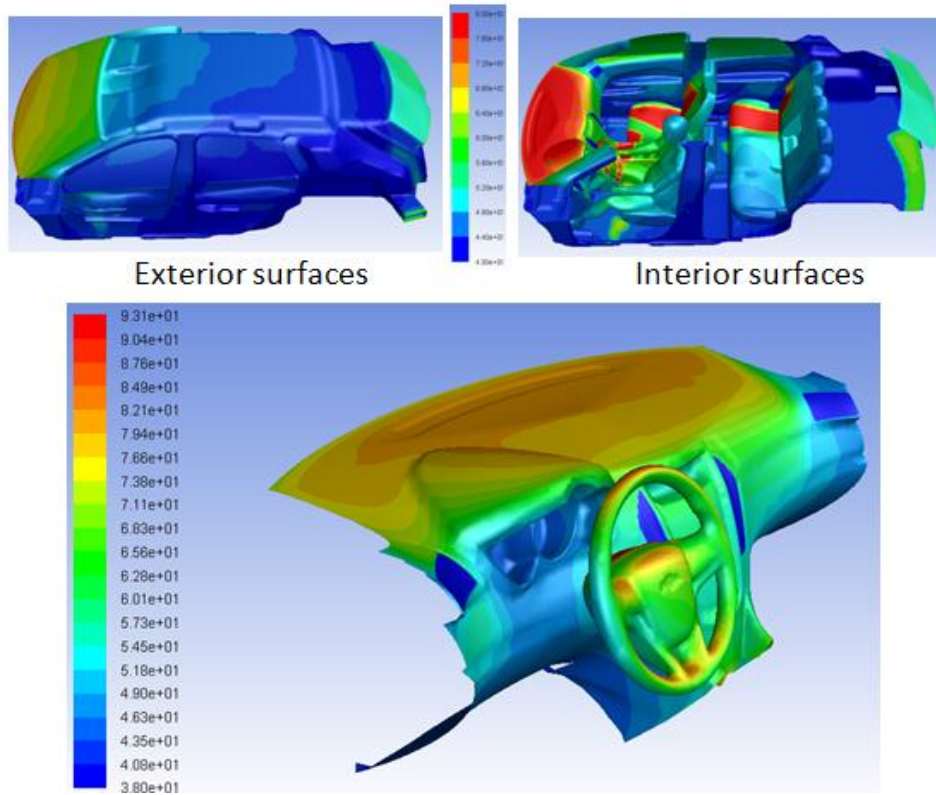 Exterior surfaces
Interior surfaces
9.31e+01
9.04e+01
8.76e+01
8.49e+01
8.21e+01
7.94e+01
7.66e+01
7.38e+01
7.11e+01
6.83e+01
6.56e+01
6.28e+01
6.01e+01
5.73e+01
5.45e+01
5.18e+01
4.90e+01
4.63e+01
4.35e+01
4.08e+01
3.80e+01